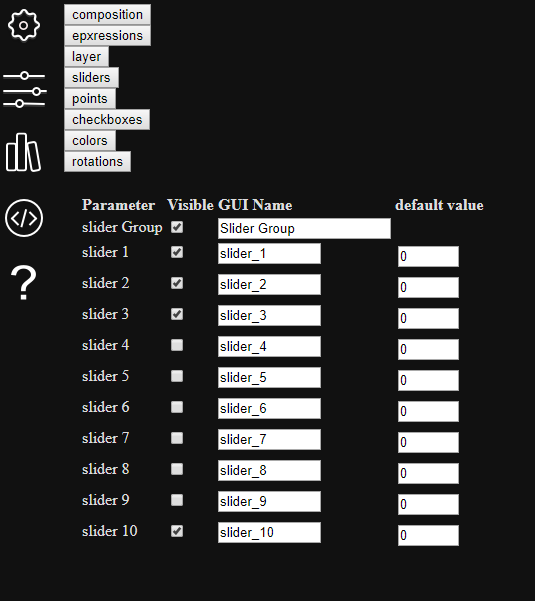 composition
epxressions
layer
sliders
points
checkboxes
colors
rotations
</>
?
Parameter Visible GUI Name default value
slider Group Slider Group
slider 1 slider_1 0
slider 2 slider_2 0
slider 3 slider_3 0
slider 4 slider_4 0
slider 5 slider_5 0
slider 6 slider_6 0
slider 7 slider_7 0
slider 8 slider_8 0
slider 9 slider_9 0
slider 10 slider_10 0